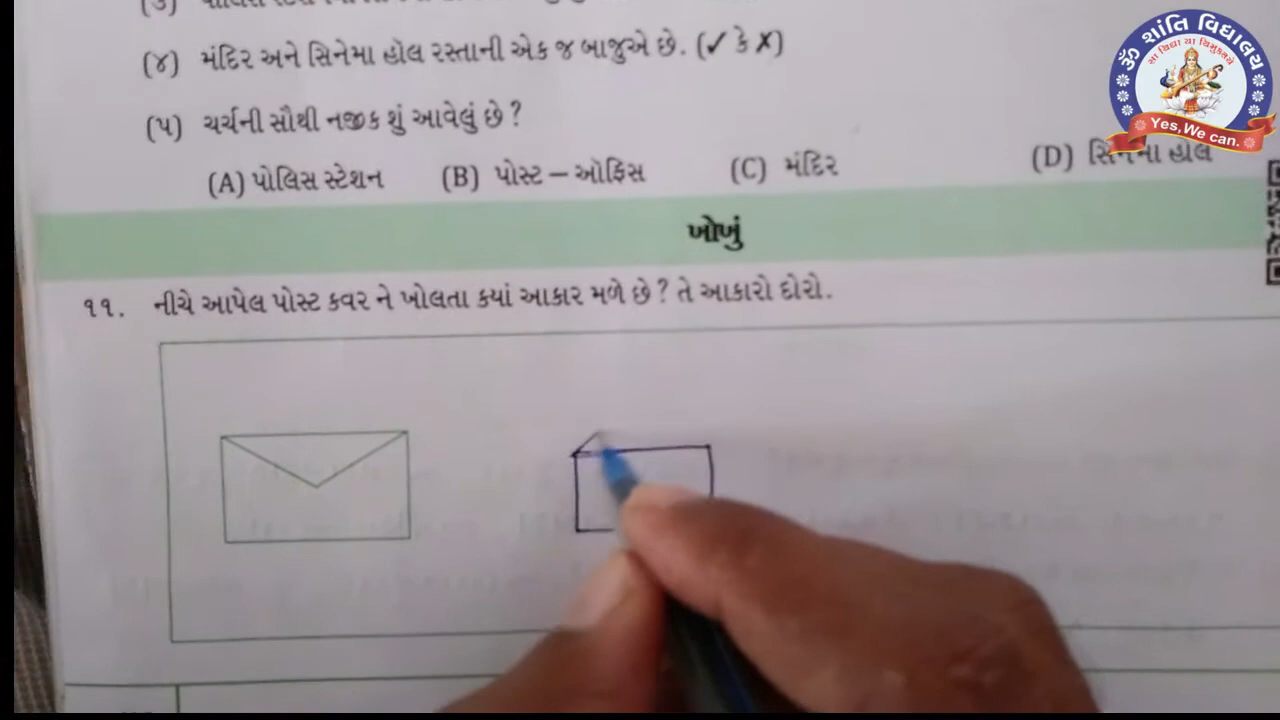 (૪) મંદિર અને સિનેમા હૉલ રસ્તાની એક જ બાજુએ છે. (✓ કે ✗)
(૫) ચર્ચની સૌથી નજીક શું આવેલું છે ?
(A) પોલિસ સ્ટેશન (B) પોસ્ટ – ઑફિસ (C) મંદિર (D) સિનેમા હૉલ
ખોખું
૧૧. નીચે આપેલ પોસ્ટ કવર ને ખોલતા કયાં આકાર મળે છે ? તે આકારો દોરો.
ૐ શાંતિ વિદ્યાલય
સા વિદ્યા યા વિમુક્તયે
Yes, We can.